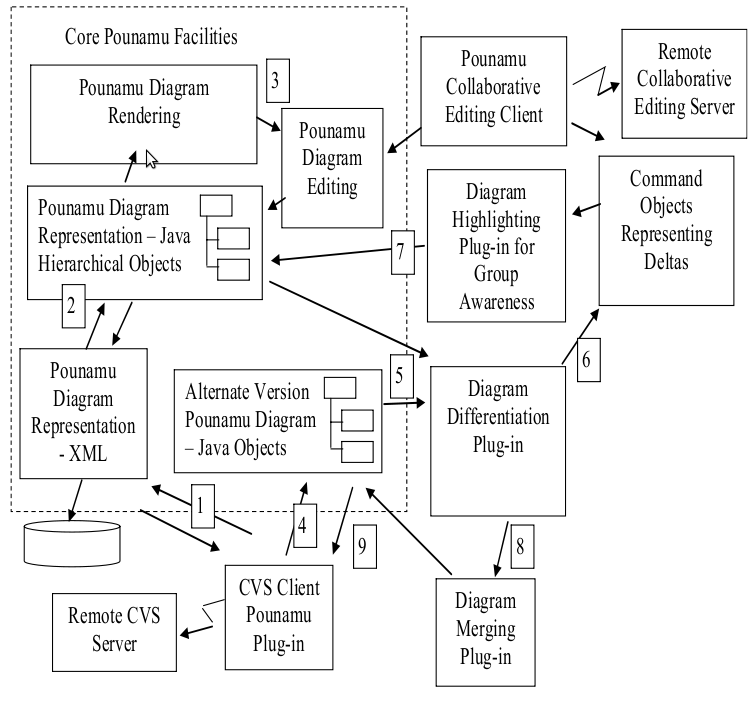 Core Pounamu Facilities
Pounamu Diagram
Rendering
3
Pounamu
Diagram
Editing
Pounamu
Collaborative
Editing Client
Remote
Collaborative
Editing Server
Pounamu Diagram
Representation – Java
Hierarchical Objects
2
7
Diagram
Highlighting
Plug-in for
Group
Awareness
Command
Objects
Representing
Deltas
Pounamu
Diagram
Representation
- XML
Alternate Version
Pounamu Diagram
– Java Objects
5
6
Diagram
Differentiation
Plug-in
1
4
9
8
Remote CVS
Server
CVS Client
Pounamu
Plug-in
Diagram
Merging
Plug-in